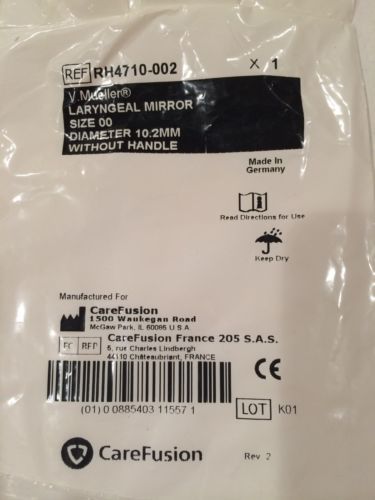 REF RH4710-002 X 1
V.Mueller®
LARYNGEAL MIRROR
SIZE 00
DIAMETER 10.2MM
WITHOUT HANDLE
Made In
Germany
Read Directions for Use
Keep Dry
Manufactured For
CareFusion
1500 Waukegan Road
McGaw Park, IL 60085 U.S.A.
EC REP CareFusion France 205 S.A.S.
5, rue Charles Lindbergh
44110 Châteaubriant, FRANCE
CE
(01) 0 0885403 11557 1
LOT K01
CareFusion
Rev 2